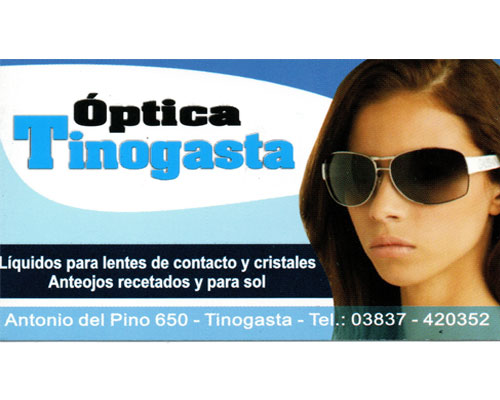 Óptica
Tinogasta
Líquidos para lentes de contacto y cristales
Anteojos recetados y para sol
Antonio del Pino 650 - Tinogasta - Tel.: 03837 - 420352